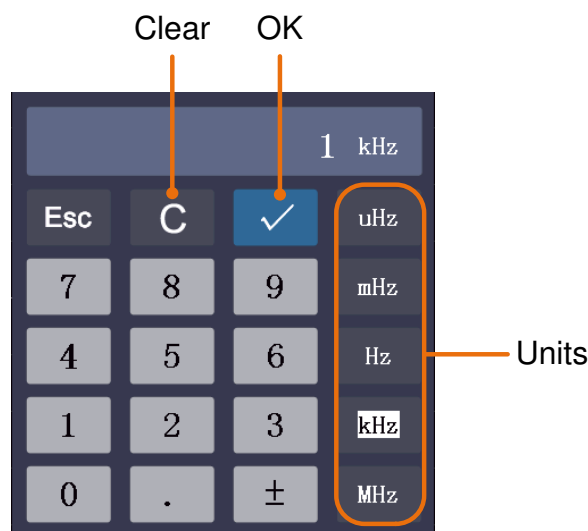 Clear OK
1 kHz
Esc C ✓ uHz
7 8 9 mHz
4 5 6 Hz
Units
1 2 3 kHz
0 . ± MHz